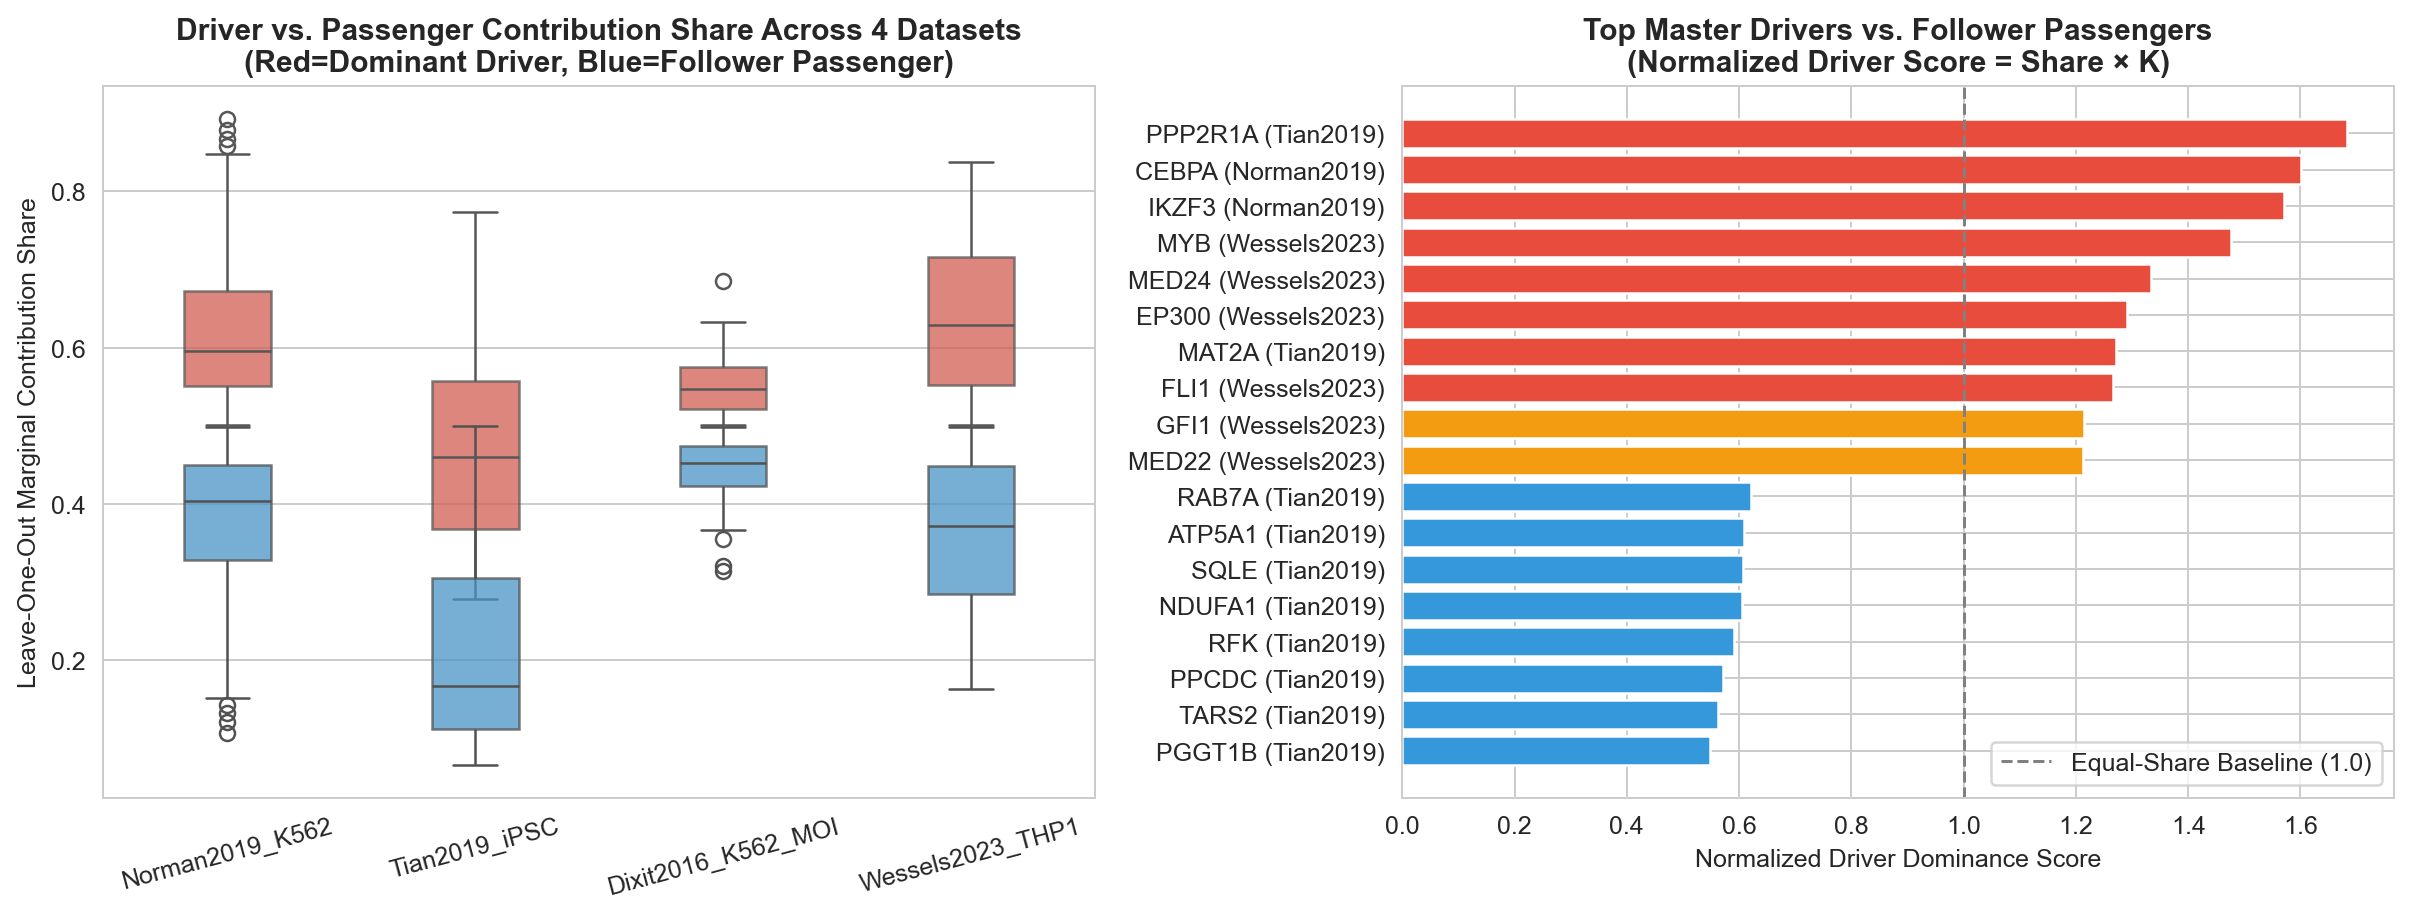 Driver vs. Passenger Contribution Share Across 4 Datasets
(Red=Dominant Driver, Blue=Follower Passenger)
Leave-One-Out Marginal Contribution Share
0.8
0.6
0.4
0.2
Norman2019_K562
Tian2019_iPSC
Dixit2016_K562_MOI
Wessels2023_THP1
Top Master Drivers vs. Follower Passengers
(Normalized Driver Score = Share × K)
PPP2R1A (Tian2019)
CEBPA (Norman2019)
IKZF3 (Norman2019)
MYB (Wessels2023)
MED24 (Wessels2023)
EP300 (Wessels2023)
MAT2A (Tian2019)
FLI1 (Wessels2023)
GFI1 (Wessels2023)
MED22 (Wessels2023)
RAB7A (Tian2019)
ATP5A1 (Tian2019)
SQLE (Tian2019)
NDUFA1 (Tian2019)
RFK (Tian2019)
PPCDC (Tian2019)
TARS2 (Tian2019)
PGGT1B (Tian2019)
Equal-Share Baseline (1.0)
0.0 0.2 0.4 0.6 0.8 1.0 1.2 1.4 1.6
Normalized Driver Dominance Score